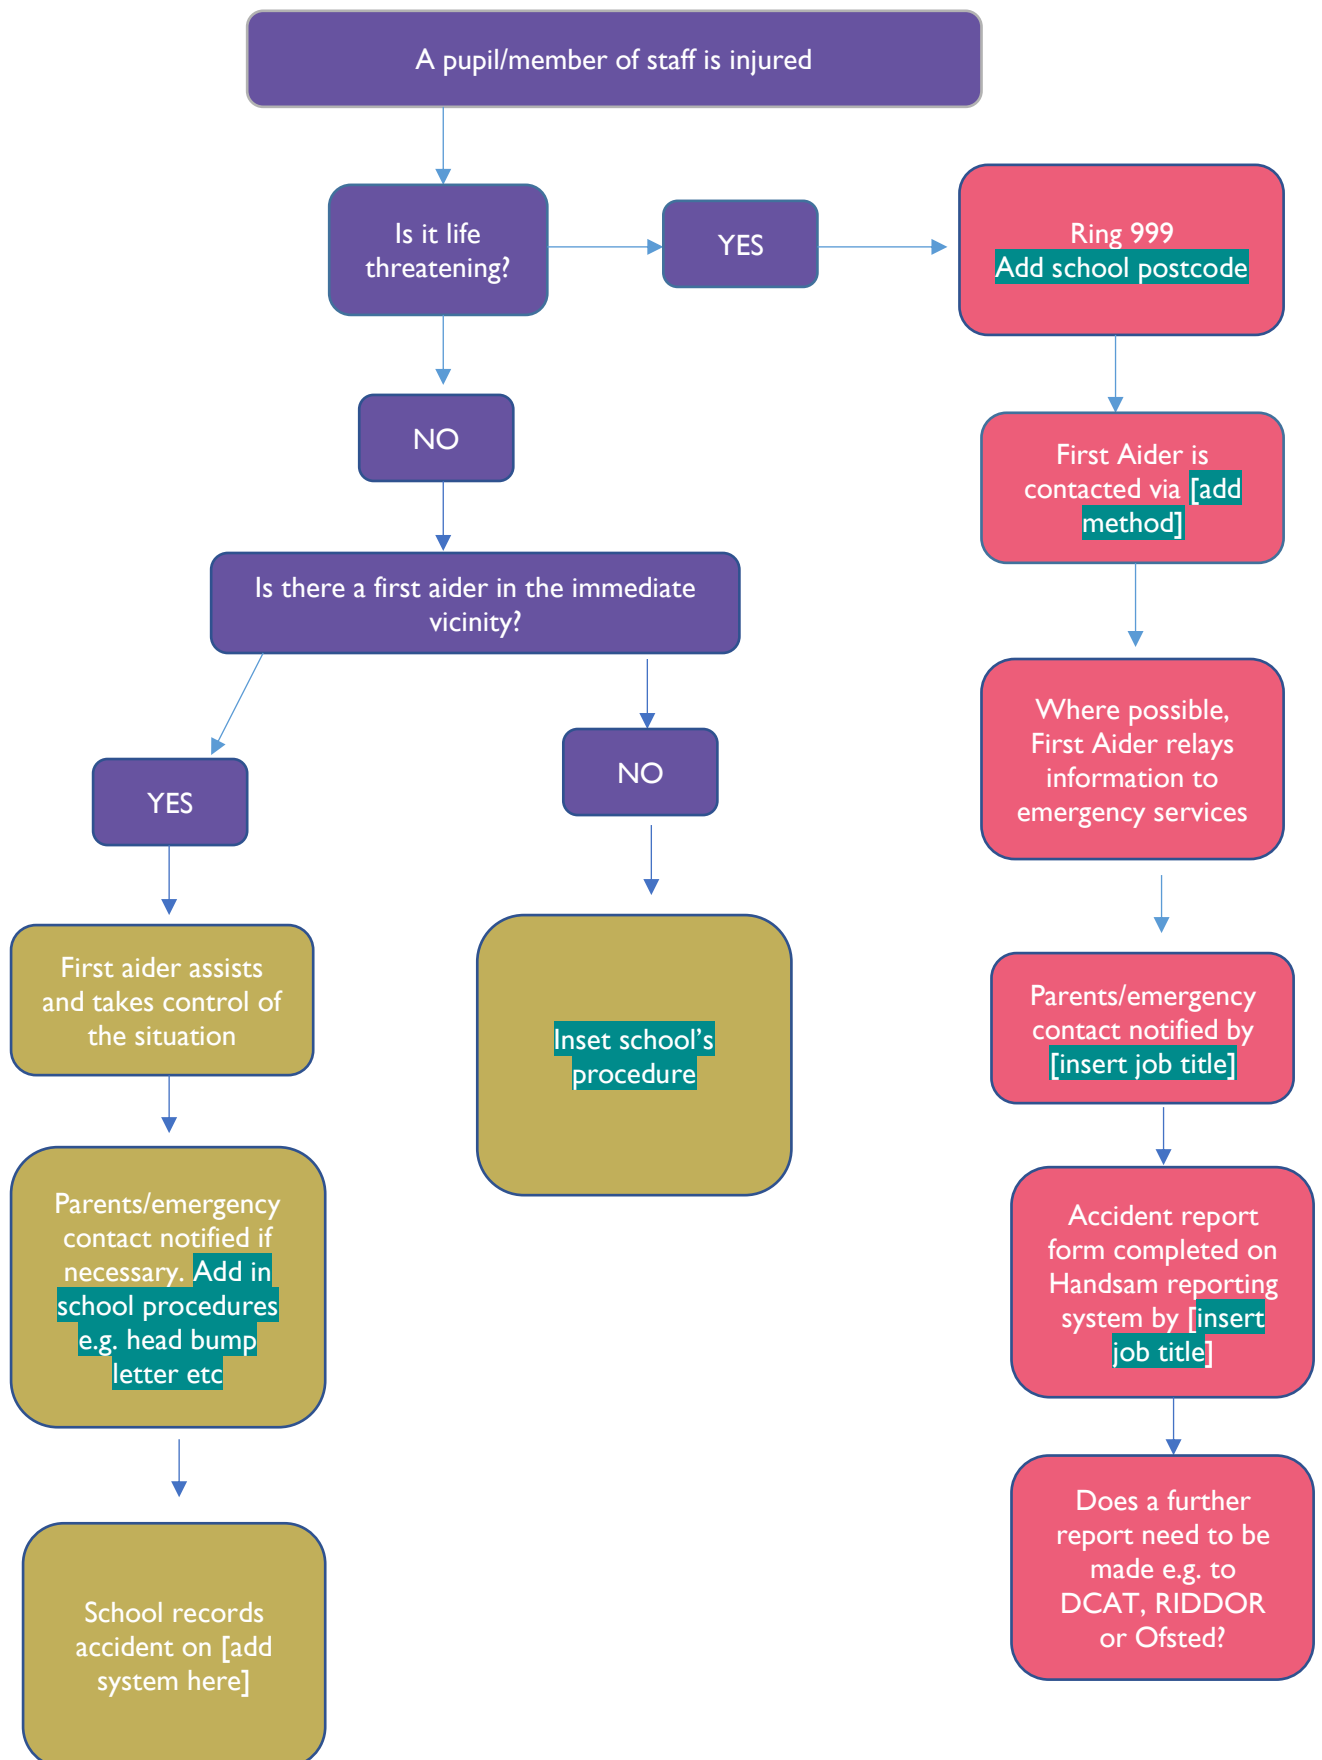 A pupil/member of staff is injured
Is it life
threatening?
YES
Ring 999
Add school postcode
NO
First Aider is
contacted via [add
method]
Is there a first aider in the immediate
vicinity?
Where possible,
First Aider relays
information to
emergency services
YES
NO
First aider assists
and takes control of
the situation
Inset school’s
procedure
Parents/emergency
contact notified by
[insert job title]
Parents/emergency
contact notified if
necessary. Add in
school procedures
e.g. head bump
letter etc
Accident report
form completed on
Handsam reporting
system by [insert
job title]
School records
accident on [add
system here]
Does a further
report need to be
made e.g. to
DCAT, RIDDOR
or Ofsted?